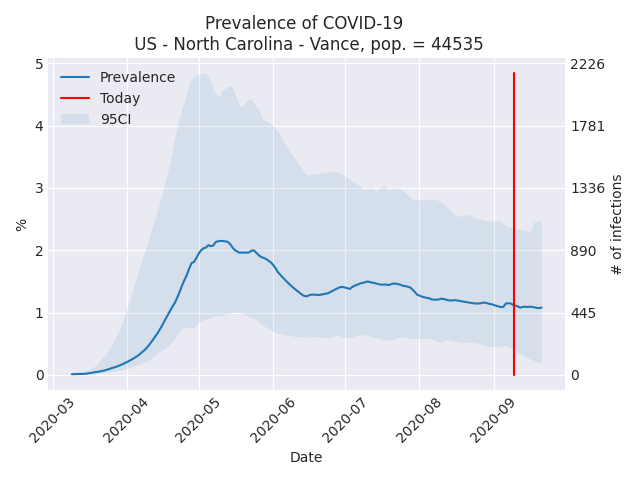 Prevalence of COVID-19
US - North Carolina - Vance, pop. = 44535
Prevalence
Today
95CI
5
4
3
2
1
0
%
2226
1781
1336
890
445
0
# of infections
2020-03
2020-04
2020-05
2020-06
2020-07
2020-08
2020-09
Date